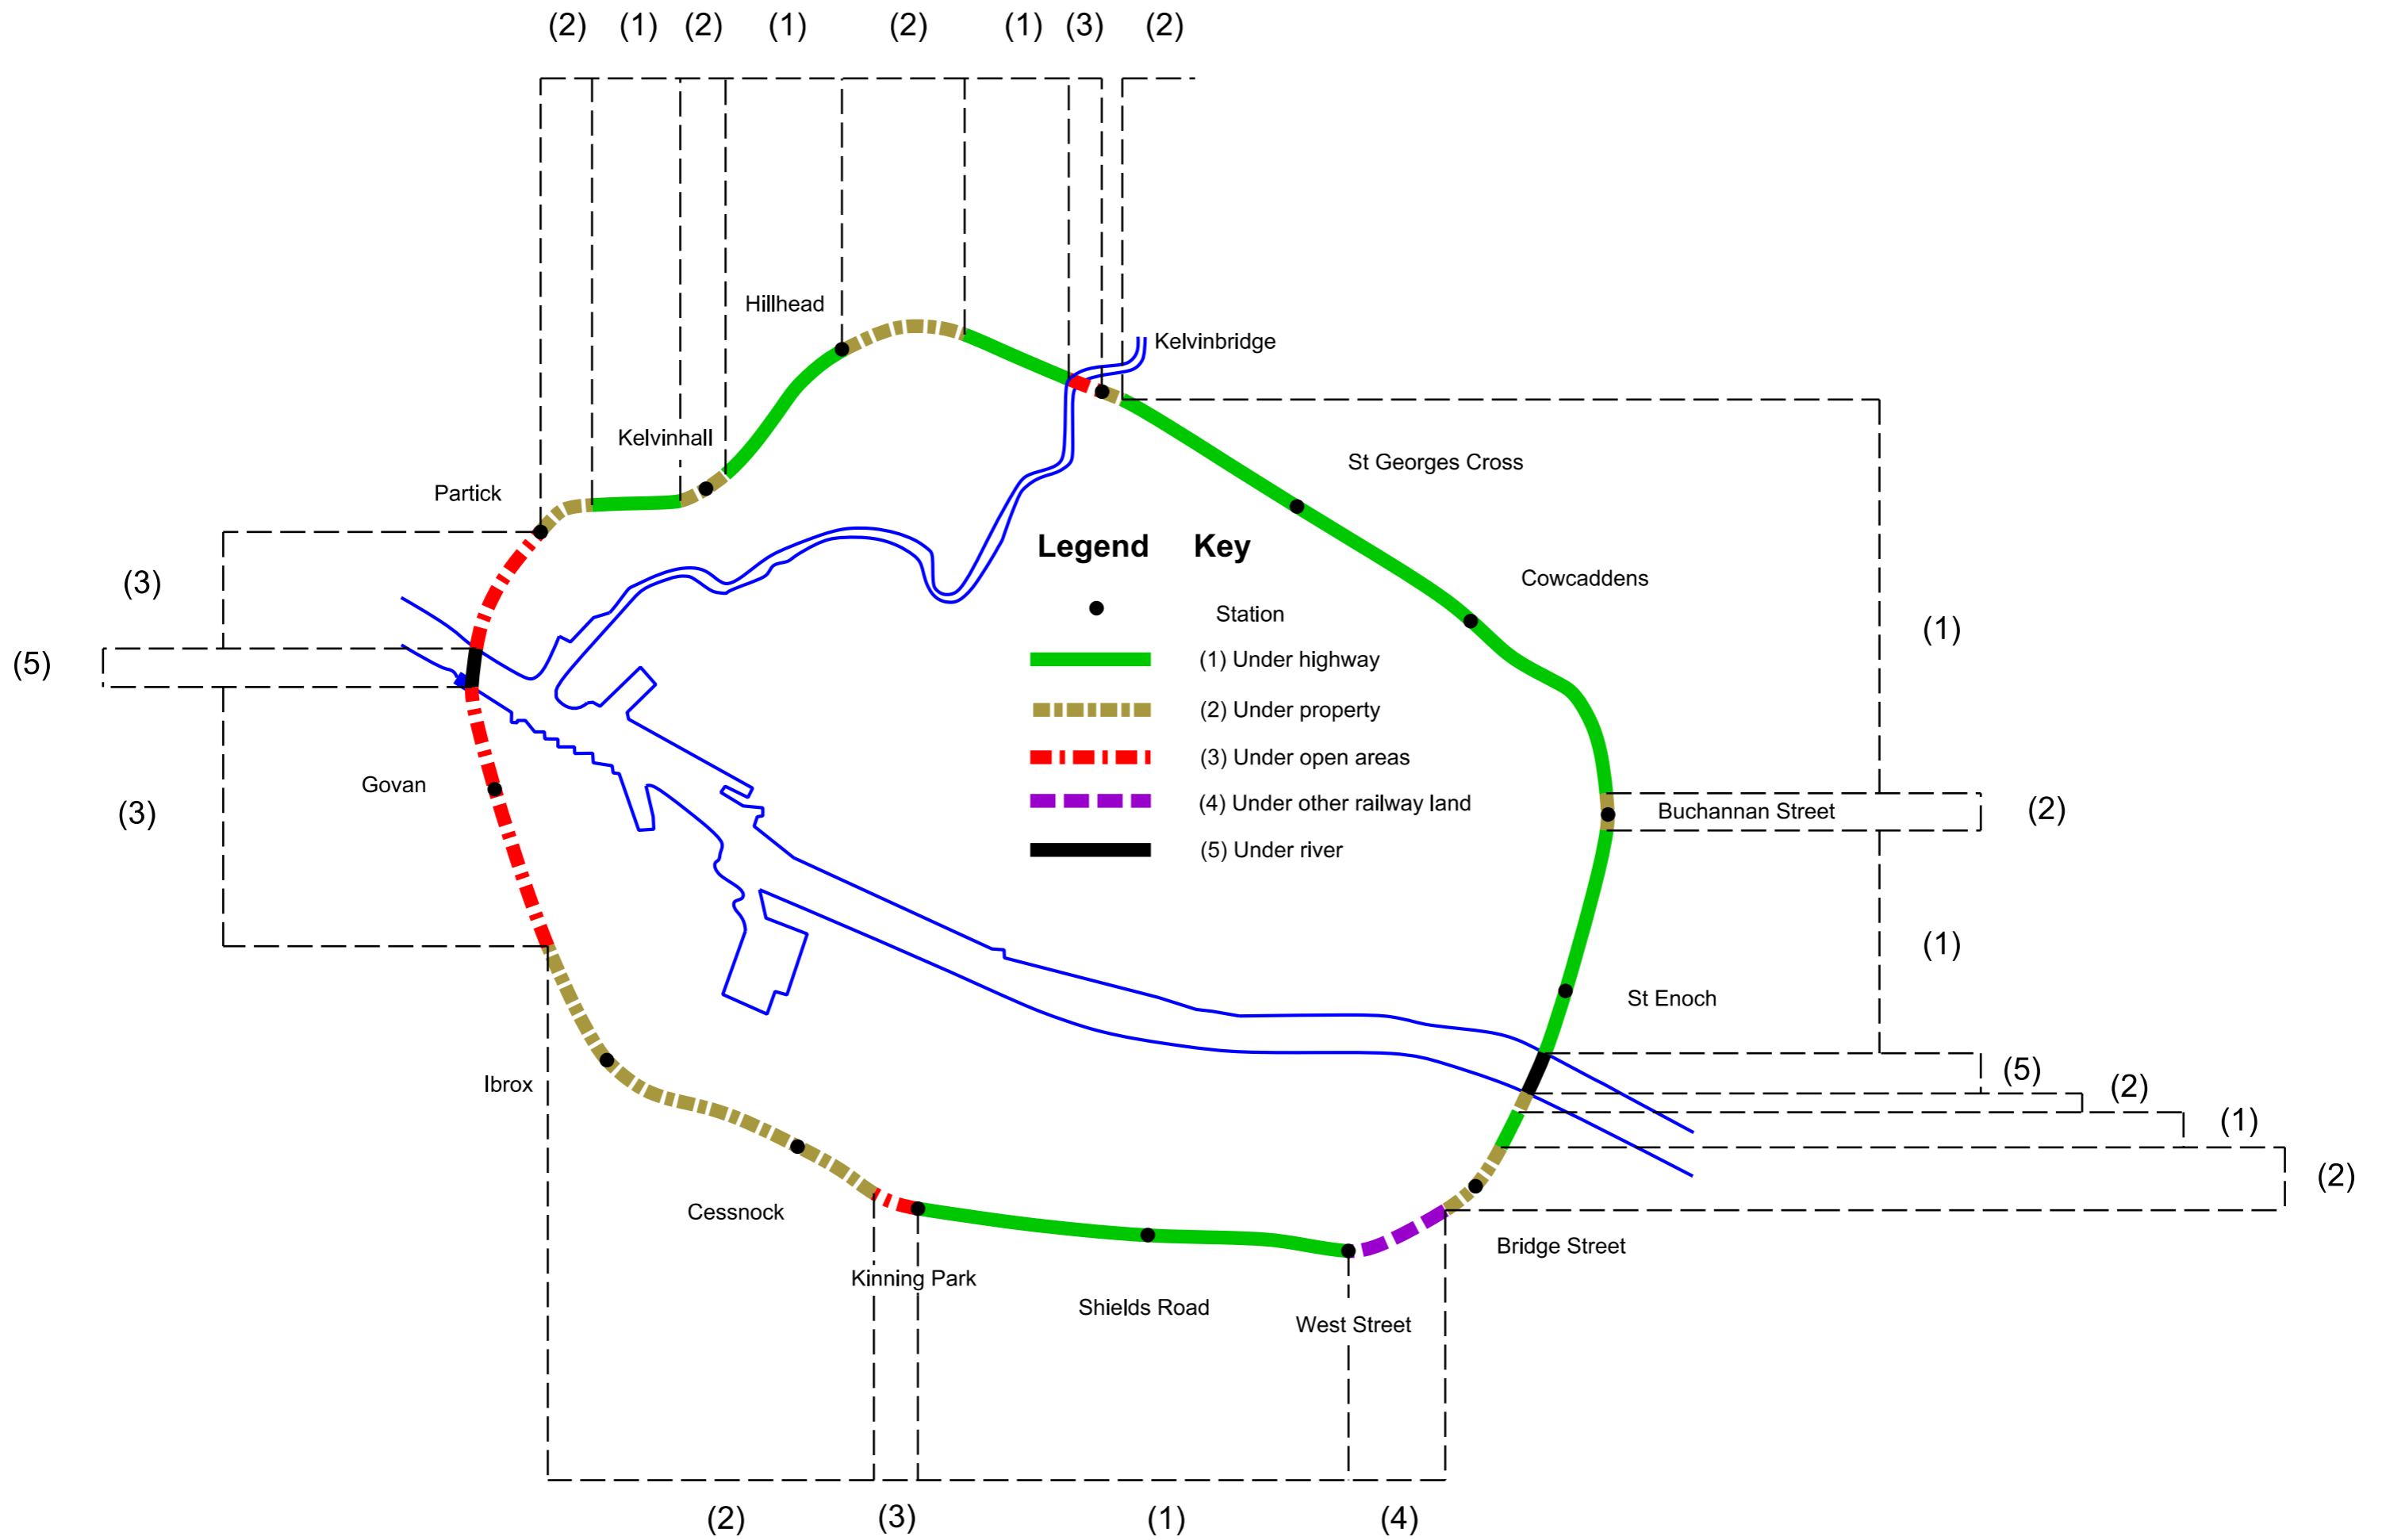 (2) (1) (2) (1) (2) (1) (3) (2)
Hillhead
Kelvinbridge
Kelvinhall
St Georges Cross
Partick
Legend Key
(3)
Cowcaddens
Station
(1)
(5)
(1) Under highway
(2) Under property
(3) Under open areas
Govan
(4) Under other railway land
(3)
Buchannan Street
(2)
(5) Under river
(1)
St Enoch
(5)
Ibrox
(2)
(1)
(2)
Cessnock
Bridge Street
Kinning Park
Shields Road
West Street
(2) (3) (1) (4)